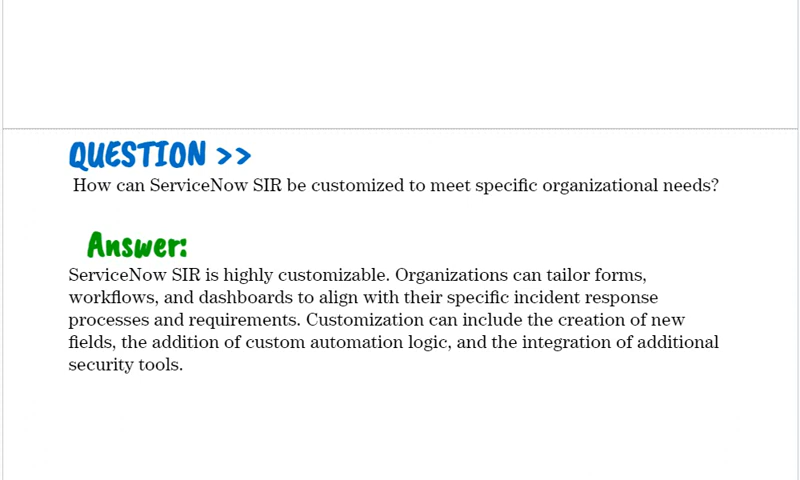 QUESTION >>
How can ServiceNow SIR be customized to meet specific organizational needs?
Answer:
ServiceNow SIR is highly customizable. Organizations can tailor forms,
workflows, and dashboards to align with their specific incident response
processes and requirements. Customization can include the creation of new
fields, the addition of custom automation logic, and the integration of additional
security tools.